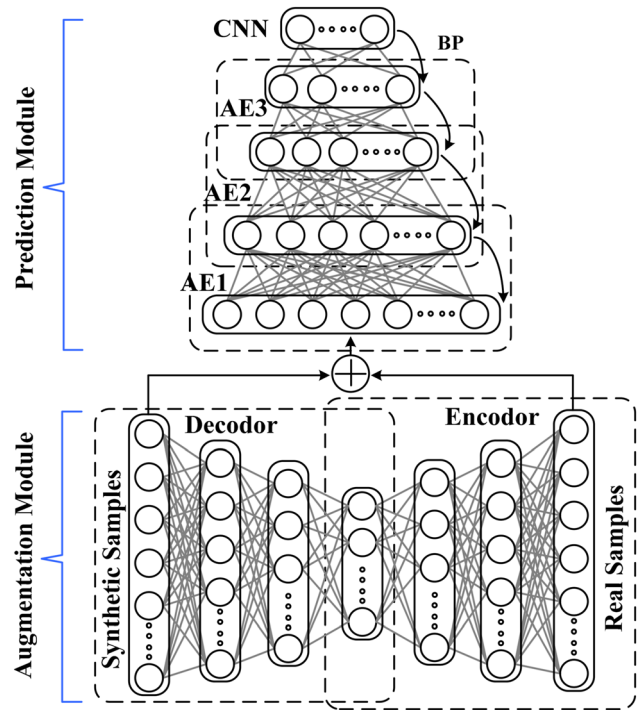 CNN
BP
AE3
AE2
AE1
Prediction Module
Decodor
Encodor
Augmentation Module
Synthetic Samples
Real Samples